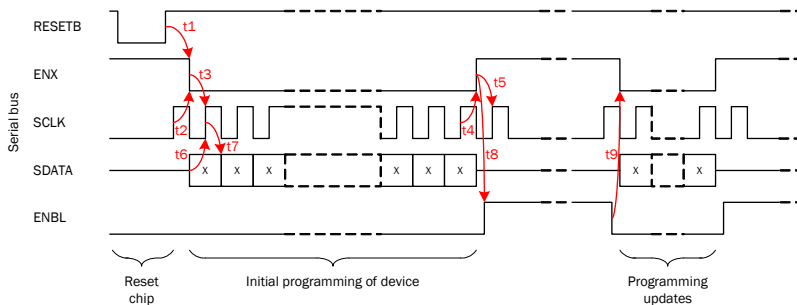 RESETB
t1
ENX
t3
t5
Serial bus
SCLK
t2
t4
t9
t6
t7
t8
SDATA
X X X X X X X X
ENBL
Reset
chip
Initial programming of device
Programming
updates